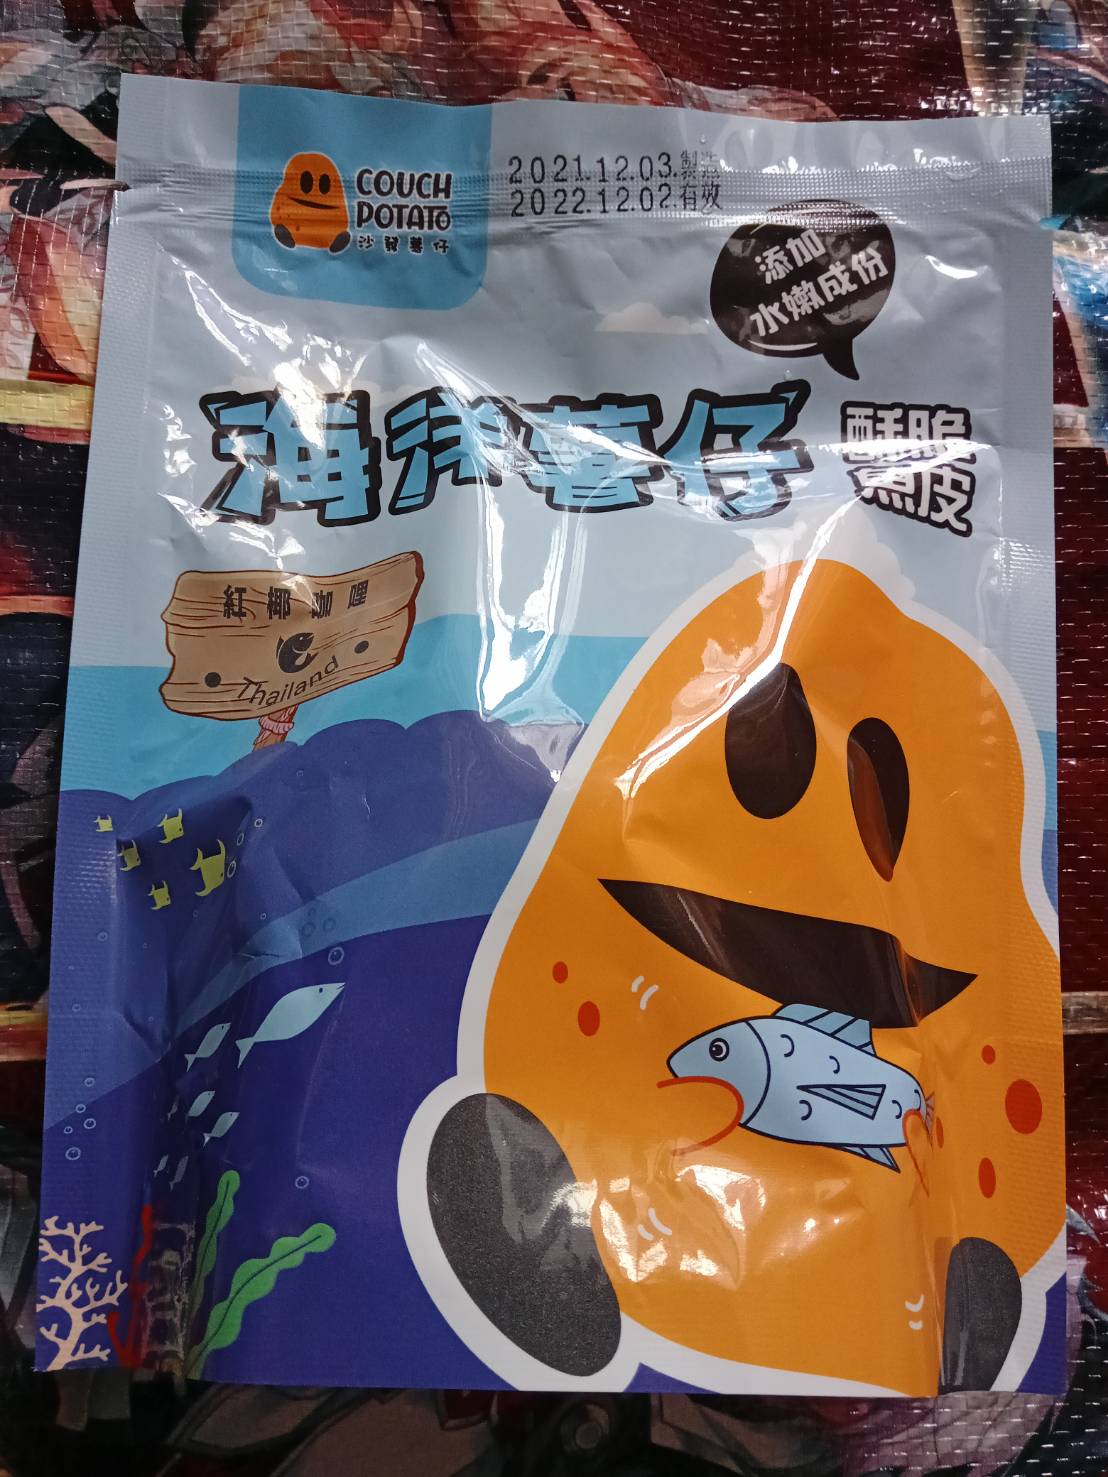 COUCH
POTATO
沙發薯仔
2021.12.03.製造
2022.12.02.有效
添加
水嫩成份
海洋薯仔
酥脆
魚皮
紅椰咖哩
Thailand